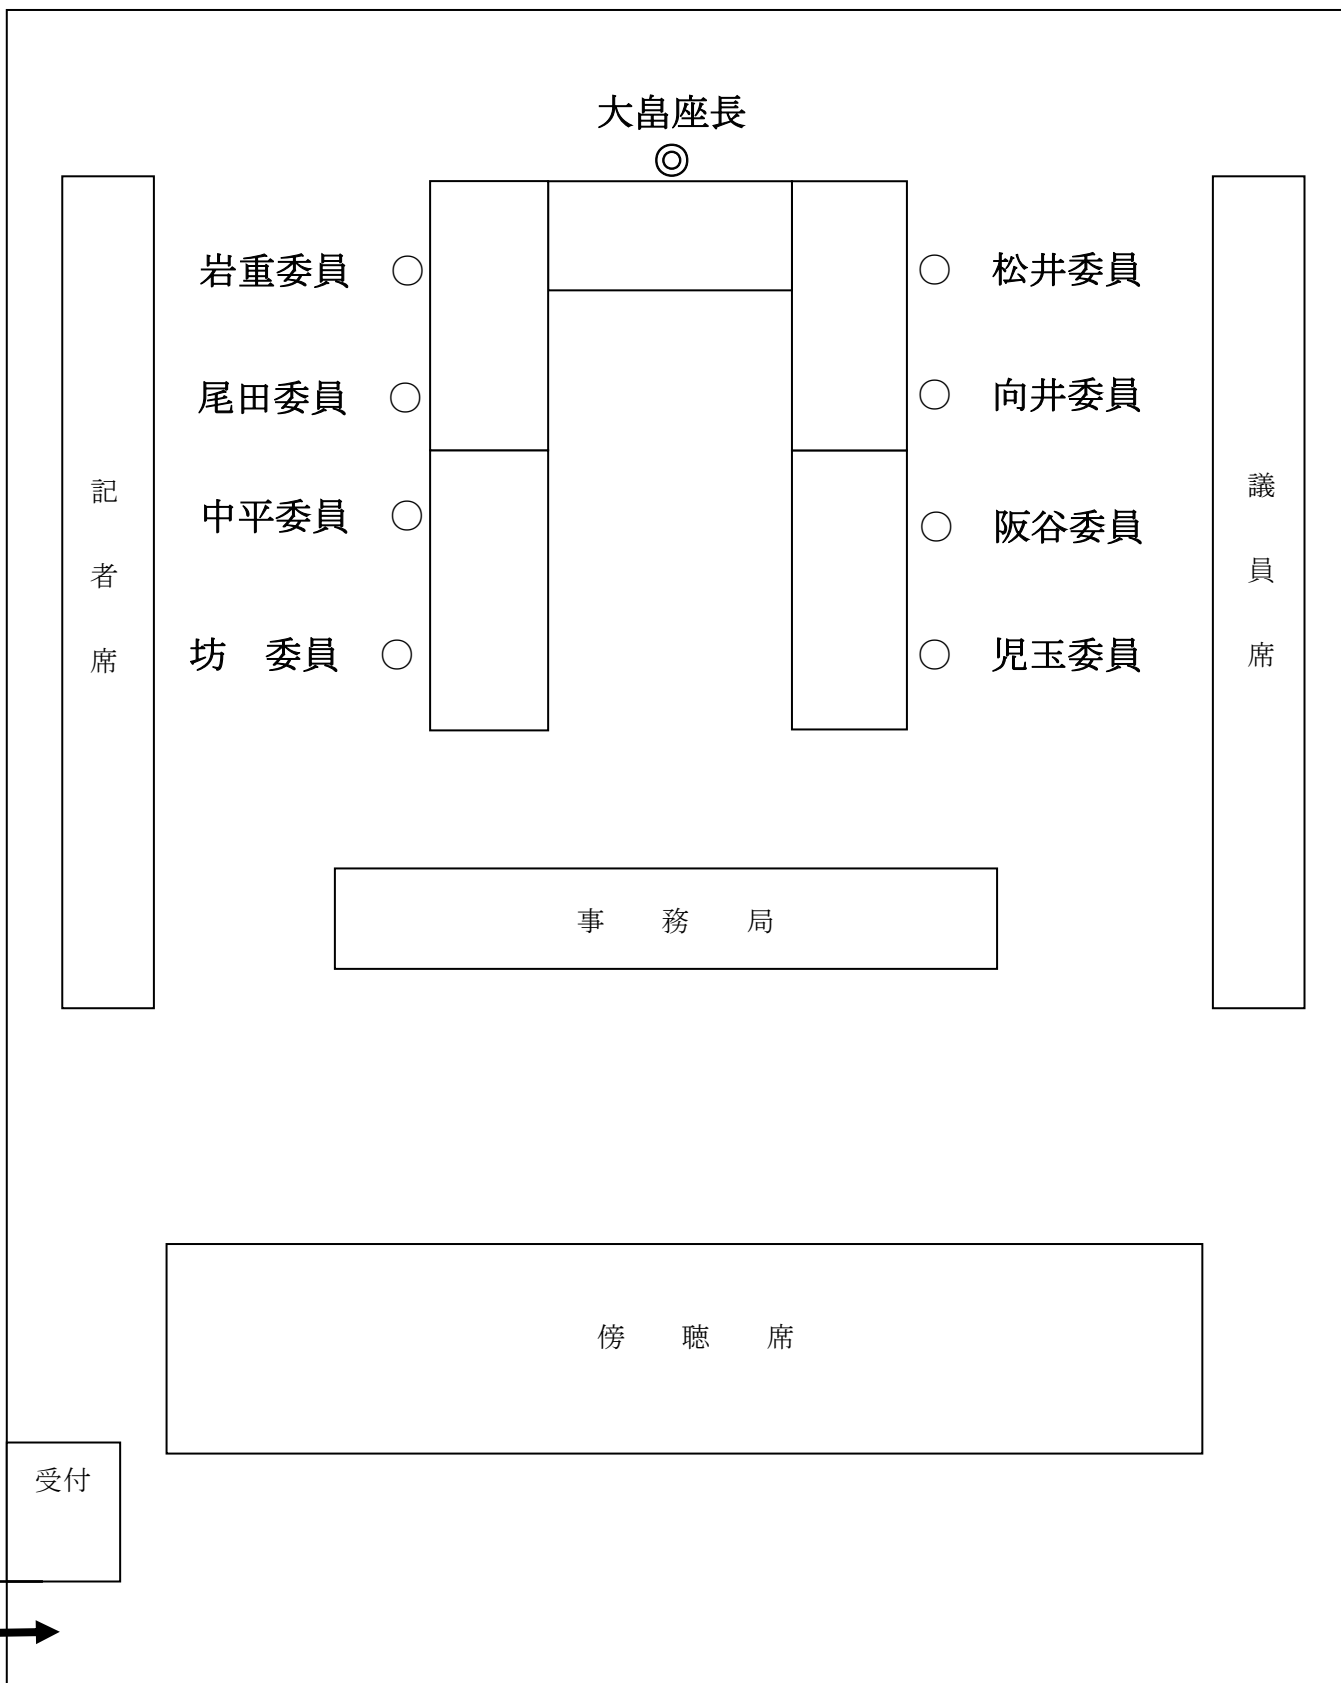 大畠座長
岩重委員
松井委員
尾田委員
向井委員
中平委員
阪谷委員
坊　委員
児玉委員
記者席
議員席
事　務　局
傍　聴　席
受付